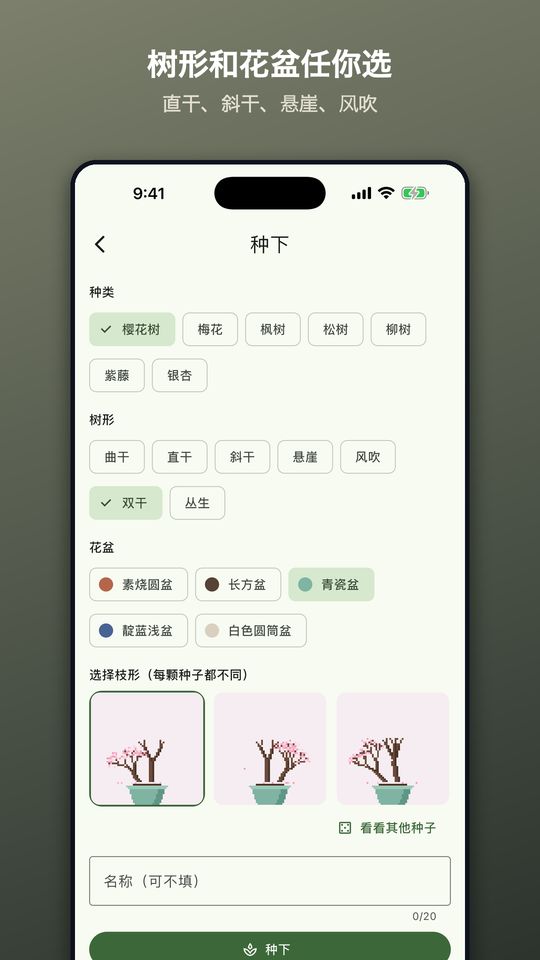 树形和花盆任你选
直干、斜干、悬崖、风吹
9:41
种下
种类
樱花树 梅花 枫树 松树 柳树
紫藤 银杏
树形
曲干 直干 斜干 悬崖 风吹
双干 丛生
花盆
素烧圆盆 长方盆 青瓷盆
靛蓝浅盆 白色圆筒盆
选择枝形（每颗种子都不同）
看看其他种子
名称（可不填）
0/20
种下